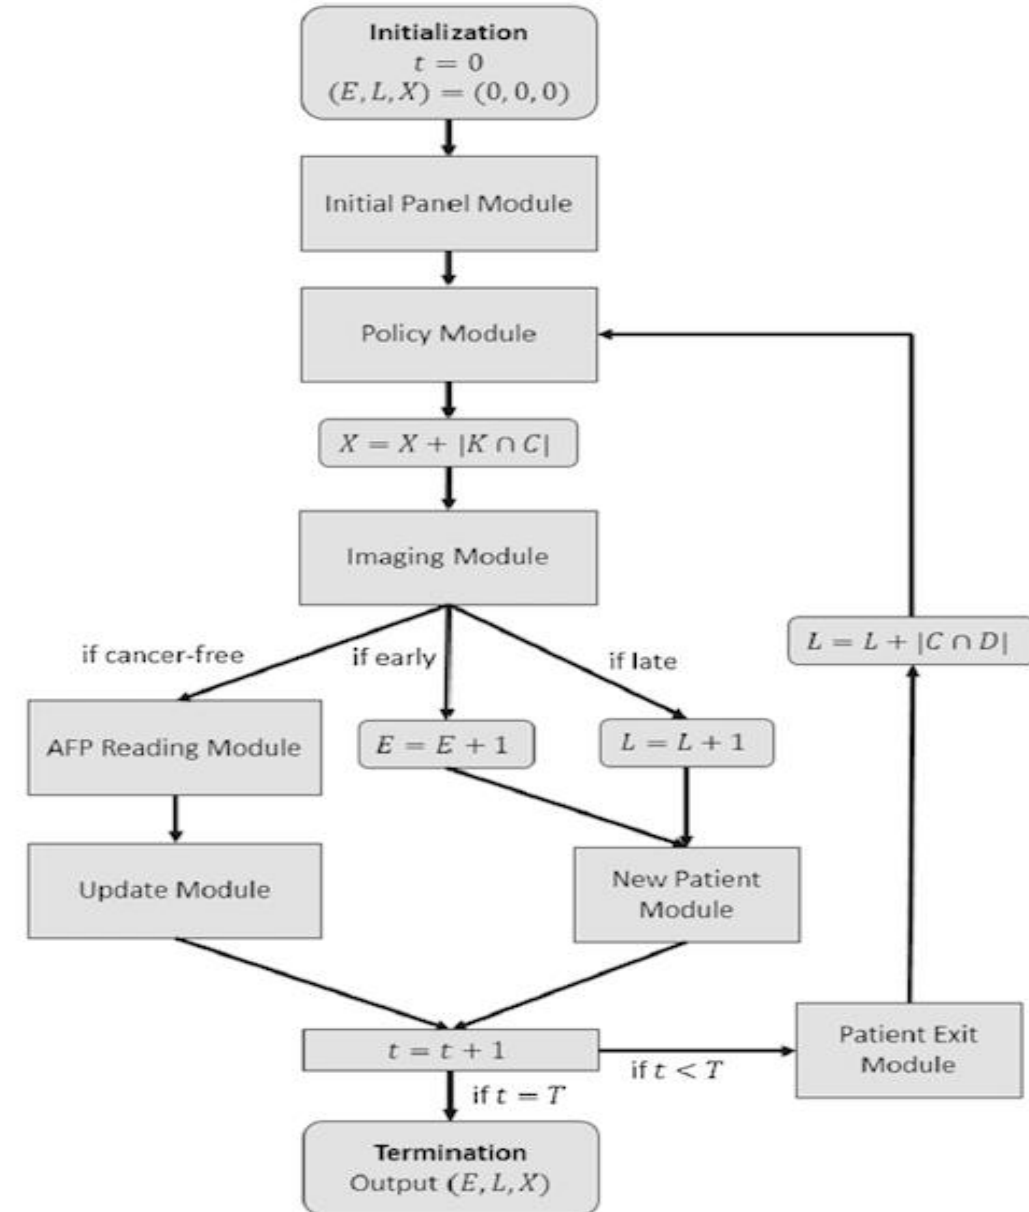 Initialization
t = 0
(E, L, X) = (0, 0, 0)
Initial Panel Module
Policy Module
X = X + |K ∩ C|
Imaging Module
if cancer-free
if early
if late
L = L + |C ∩ D|
AFP Reading Module
E = E + 1
L = L + 1
Update Module
New Patient
Module
t = t + 1
if t < T
Patient Exit
Module
if t = T
Termination
Output (E, L, X)